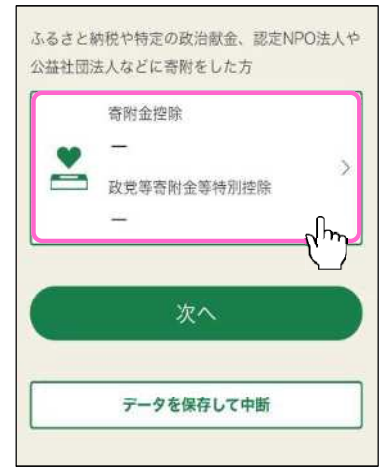 ふるさと納税や特定の政治献金、認定NPO法人や
公益社団法人などに寄附をした方
寄附金控除
—
政党等寄附金等特別控除
—
次へ
データを保存して中断